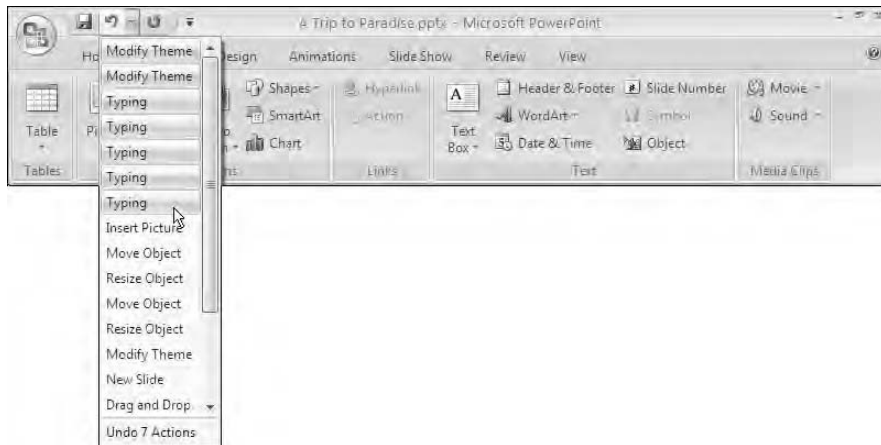 A Trip to Paradise.pptx - Microsoft PowerPoint
Design Animations Slide Show Review View
Table
Tables
Shapes
SmartArt
Chart
Hyperlink
Action
Links
Text Box
Header & Footer
WordArt
Date & Time
Slide Number
Symbol
Object
Text
Movie
Sound
Media Clips
Modify Theme
Modify Theme
Typing
Typing
Typing
Typing
Typing
Insert Picture
Move Object
Resize Object
Move Object
Resize Object
Modify Theme
New Slide
Drag and Drop
Undo 7 Actions